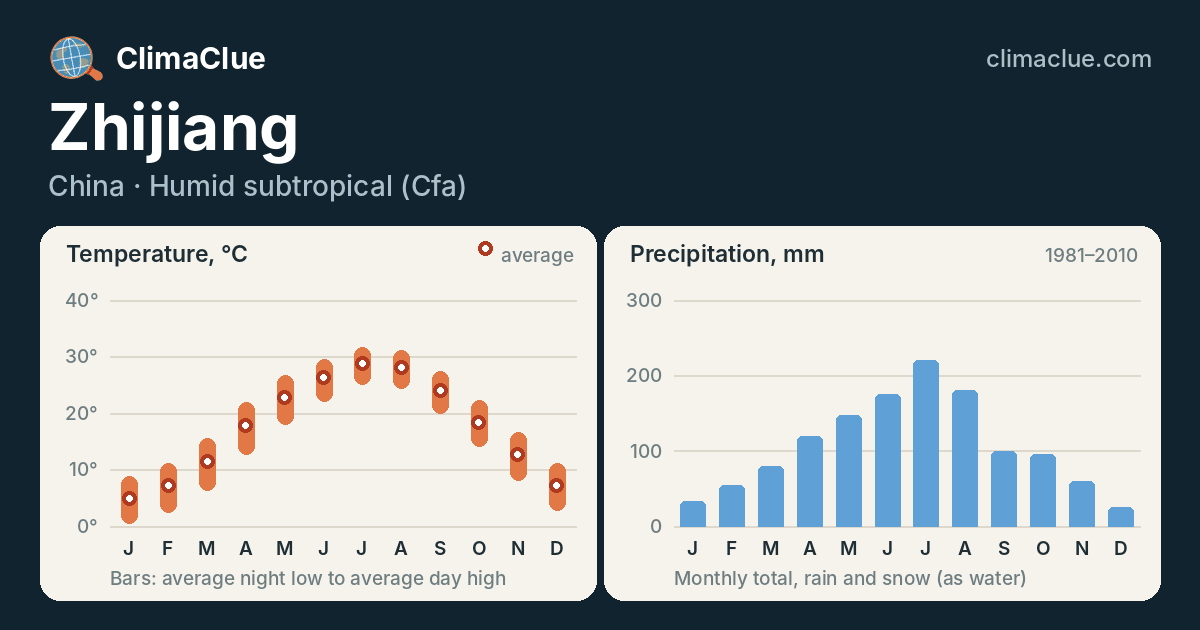 ClimaClue
climaclue.com
Zhijiang
China · Humid subtropical (Cfa)
Temperature, °C
average
40°
30°
20°
10°
0°
J F M A M J J A S O N D
Bars: average night low to average day high
Precipitation, mm
1981–2010
300
200
100
0
J F M A M J J A S O N D
Monthly total, rain and snow (as water)